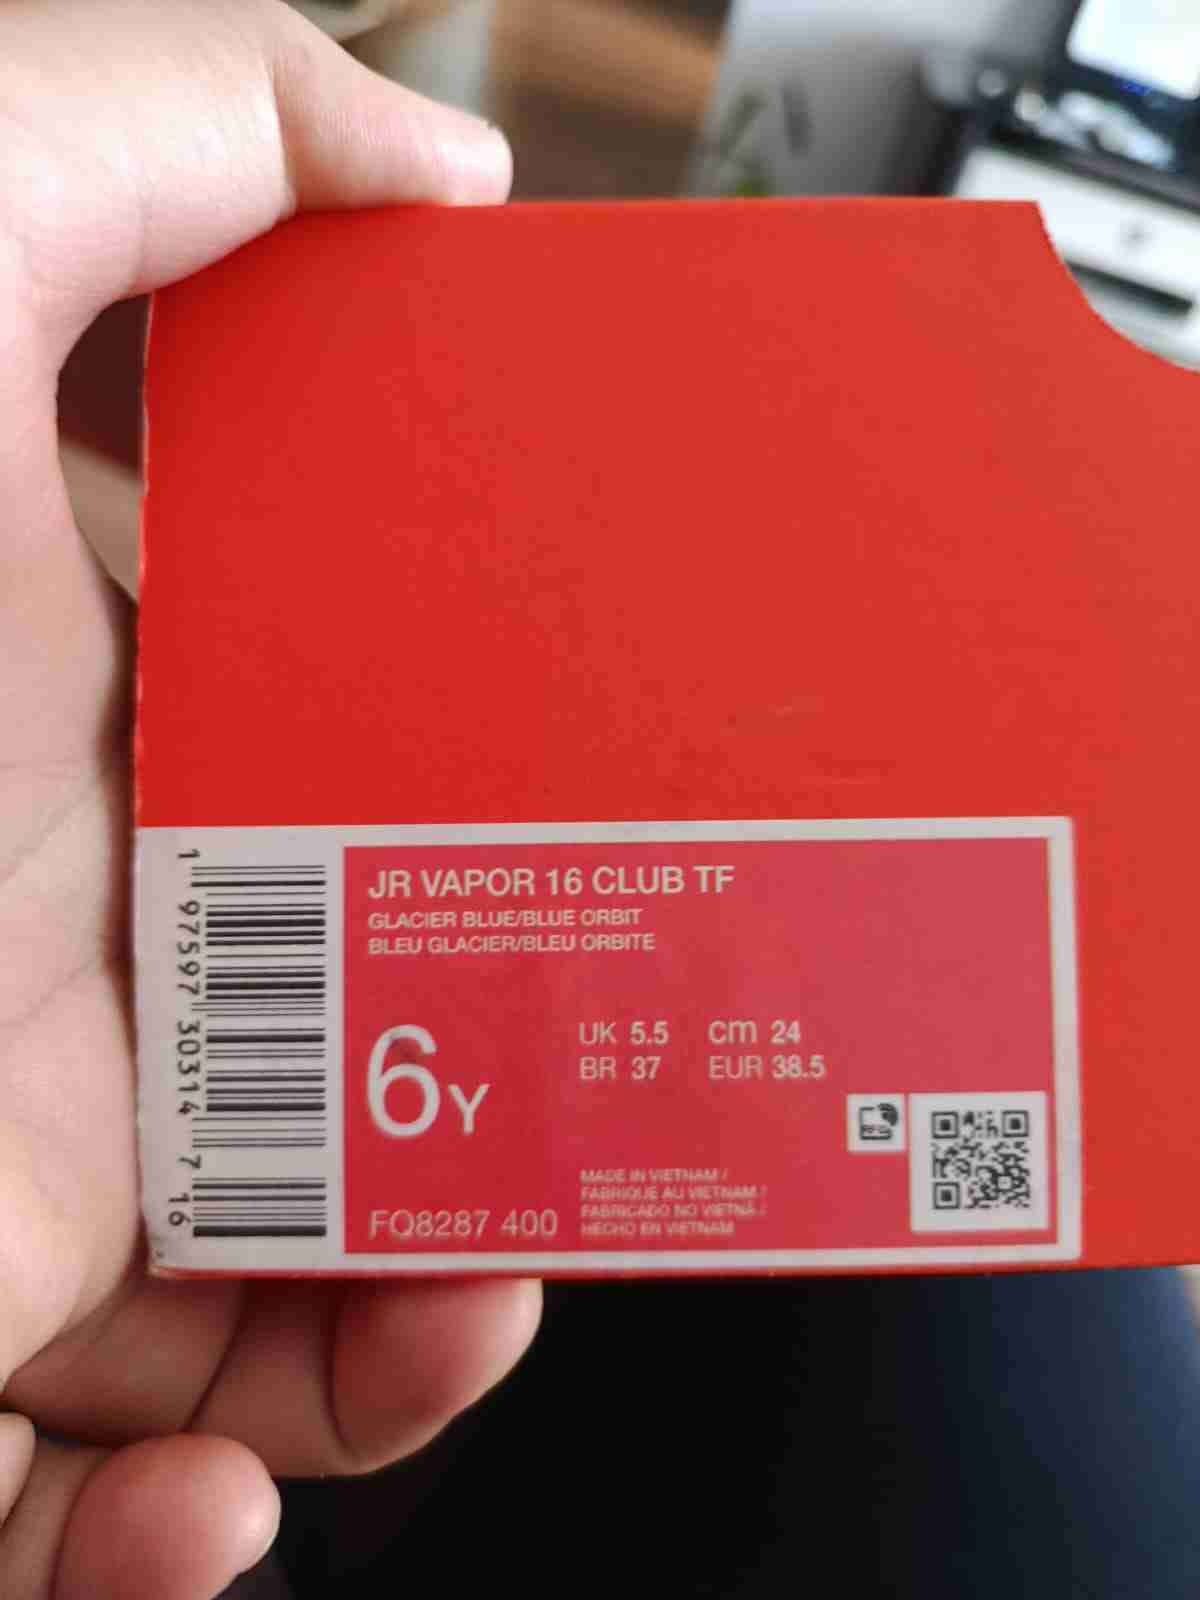 JR VAPOR 16 CLUB TF
GLACIER BLUE/BLUE ORBIT
BLEU GLACIER/BLEU ORBITE
6Y
UK 5.5 cm 24
BR 37 EUR 38.5
MADE IN VIETNAM /
FABRIQUÉ AU VIETNAM /
FABRICADO NO VIETNÃ /
HECHO EN VIETNAM
FQ8287 400
1 97597 30314 7 16